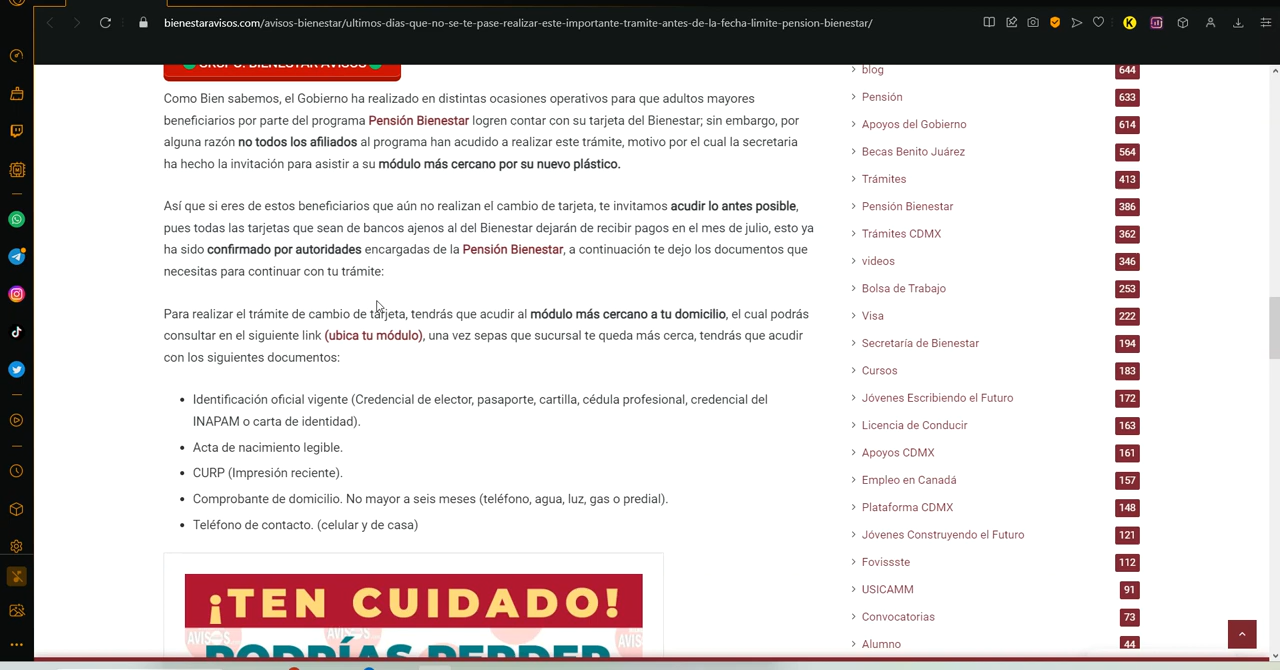 bienestaravisos.com/avisos-bienestar/ultimos-dias-que-no-se-te-pase-realizar-este-importante-tramite-antes-de-la-fecha-limite-pension-bienestar/
GRUPO: BIENESTAR AVISOS
Como Bien sabemos, el Gobierno ha realizado en distintas ocasiones operativos para que adultos mayores
beneficiarios por parte del programa Pensión Bienestar logren contar con su tarjeta del Bienestar; sin embargo, por
alguna razón no todos los afiliados al programa han acudido a realizar este trámite, motivo por el cual la secretaria
ha hecho la invitación para asistir a su módulo más cercano por su nuevo plástico.
Así que si eres de estos beneficiarios que aún no realizan el cambio de tarjeta, te invitamos acudir lo antes posible,
pues todas las tarjetas que sean de bancos ajenos al del Bienestar dejarán de recibir pagos en el mes de julio, esto ya
ha sido confirmado por autoridades encargadas de la Pensión Bienestar, a continuación te dejo los documentos que
necesitas para continuar con tu trámite:
Para realizar el trámite de cambio de tarjeta, tendrás que acudir al módulo más cercano a tu domicilio, el cual podrás
consultar en el siguiente link (ubica tu módulo), una vez sepas que sucursal te queda más cerca, tendrás que acudir
con los siguientes documentos:
• Identificación oficial vigente (Credencial de elector, pasaporte, cartilla, cédula profesional, credencial del
INAPAM o carta de identidad).
• Acta de nacimiento legible.
• CURP (Impresión reciente).
• Comprobante de domicilio. No mayor a seis meses (teléfono, agua, luz, gas o predial).
• Teléfono de contacto. (celular y de casa)
¡TEN CUIDADO!
PODRÍAS PERDER
blog 644
Pensión 633
Apoyos del Gobierno 614
Becas Benito Juárez 564
Trámites 413
Pensión Bienestar 386
Trámites CDMX 362
videos 346
Bolsa de Trabajo 253
Visa 222
Secretaría de Bienestar 194
Cursos 183
Jóvenes Escribiendo el Futuro 172
Licencia de Conducir 163
Apoyos CDMX 161
Empleo en Canadá 157
Plataforma CDMX 148
Jóvenes Construyendo el Futuro 121
Fovissste 112
USICAMM 91
Convocatorias 73
Alumno 44